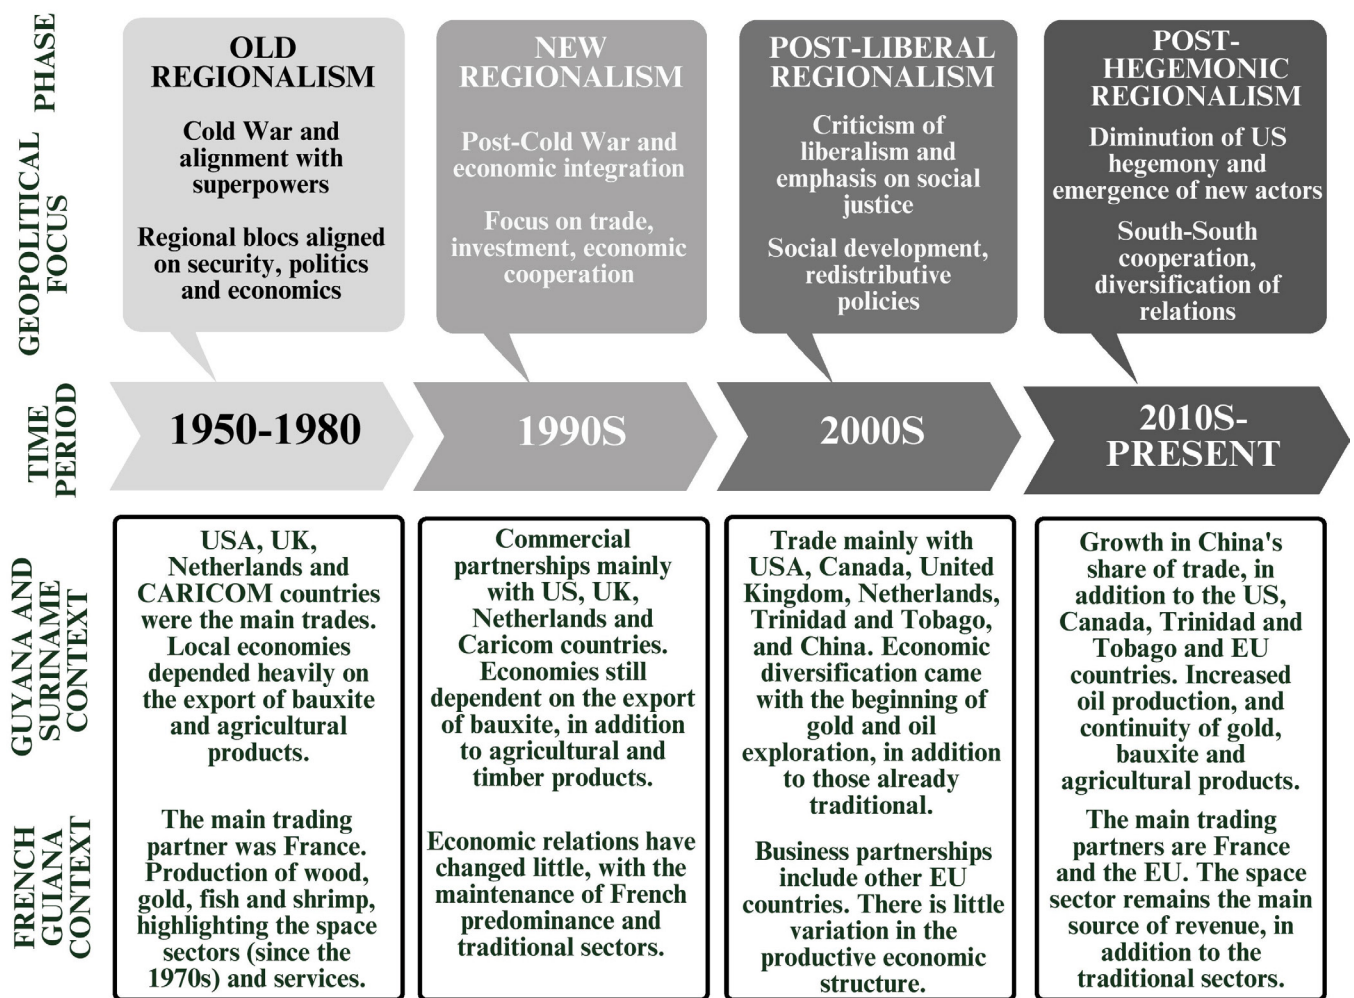 PHASE
OLD
REGIONALISM
NEW
REGIONALISM
POST-LIBERAL
REGIONALISM
POST-
HEGEMONIC
REGIONALISM
GEOPOLITICAL
FOCUS
Cold War and
alignment with
superpowers
Regional blocs aligned
on security, politics
and economics
Post-Cold War and
economic integration
Focus on trade,
investment, economic
cooperation
Criticism of
liberalism and
emphasis on social
justice
Social development,
redistributive
policies
Diminution of US
hegemony and
emergence of new actors
South-South
cooperation,
diversification of
relations
TIME
PERIOD
1950-1980
1990S
2000S
2010S-
PRESENT
GUYANA AND
SURINAME
CONTEXT
USA, UK,
Netherlands and
CARICOM countries
were the main trades.
Local economies
depended heavily on
the export of bauxite
and agricultural
products.
Commercial
partnerships mainly
with US, UK,
Netherlands and
Caricom countries.
Economies still
dependent on the export
of bauxite, in addition
to agricultural and
timber products.
Trade mainly with
USA, Canada, United
Kingdom, Netherlands,
Trinidad and Tobago,
and China. Economic
diversification came
with the beginning of
gold and oil
exploration, in addition
to those already
traditional.
Growth in China's
share of trade, in
addition to the US,
Canada, Trinidad and
Tobago and EU
countries. Increased
oil production, and
continuity of gold,
bauxite and
agricultural products.
FRENCH
GUIANA
CONTEXT
The main trading
partner was France.
Production of wood,
gold, fish and shrimp,
highlighting the space
sectors (since the
1970s) and services.
Economic relations have
changed little, with the
maintenance of French
predominance and
traditional sectors.
Business partnerships
include other EU
countries. There is little
variation in the
productive economic
structure.
The main trading
partners are France
and the EU. The space
sector remains the main
source of revenue, in
addition to the
traditional sectors.